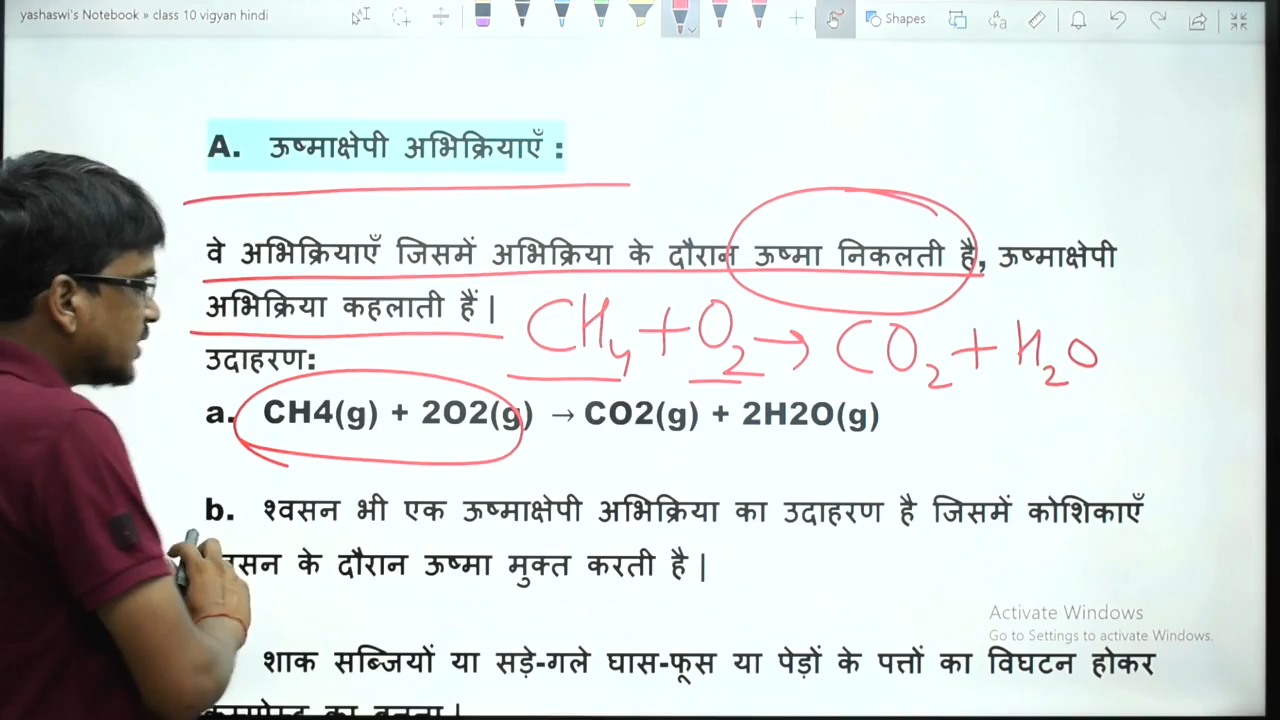 yashaswi's Notebook » class 10 vigyan hindi
Shapes
A. ऊष्माक्षेपी अभिक्रियाएँ :
वे अभिक्रियाएँ जिसमें अभिक्रिया के दौरान ऊष्मा निकलती है, ऊष्माक्षेपी
अभिक्रिया कहलाती हैं|
CH4 + O2 → CO2 + H2O
उदाहरण:
a. CH4(g) + 2O2(g) → CO2(g) + 2H2O(g)
b. श्वसन भी एक ऊष्माक्षेपी अभिक्रिया का उदाहरण है जिसमें कोशिकाएँ
के दौरान ऊष्मा मुक्त करती है|
Activate Windows
Go to Settings to activate Windows.
शाक सब्जियों या सड़े-गले घास-फूस या पेड़ों के पत्तों का विघटन होकर